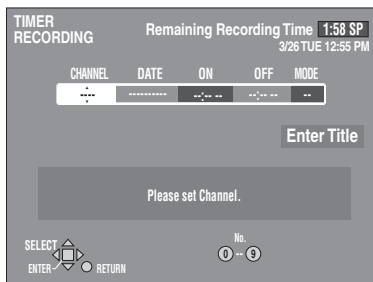 TIMER
RECORDING
Remaining Recording Time 1:58 SP
3/26 TUE 12:55 PM
CHANNEL DATE ON OFF MODE
---- ---------- --:-- -- --:-- -- --
Enter Title
Please set Channel.
SELECT
ENTER
RETURN
No.
0 -- 9